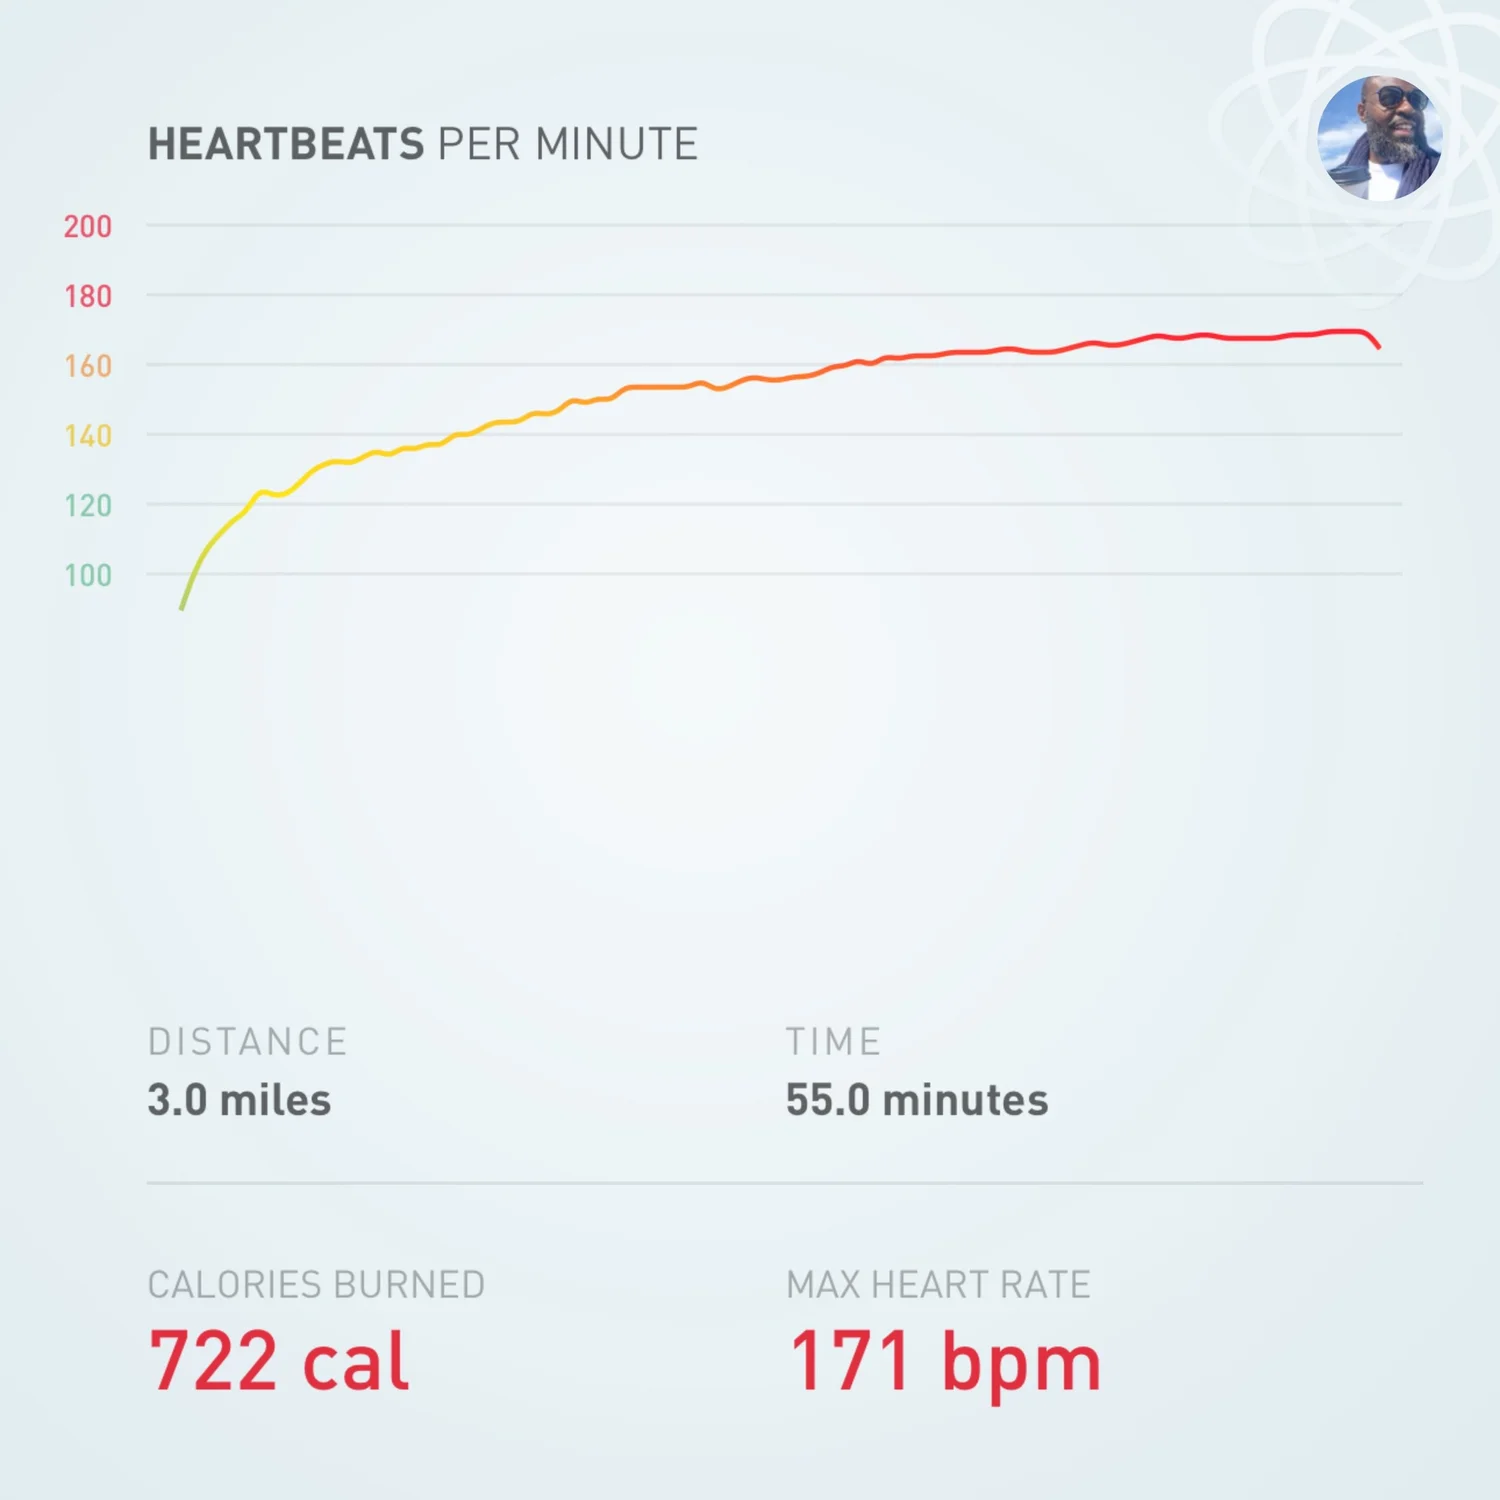 HEARTBEATS PER MINUTE
200
180
160
140
120
100
DISTANCE
3.0 miles
TIME
55.0 minutes
CALORIES BURNED
722 cal
MAX HEART RATE
171 bpm